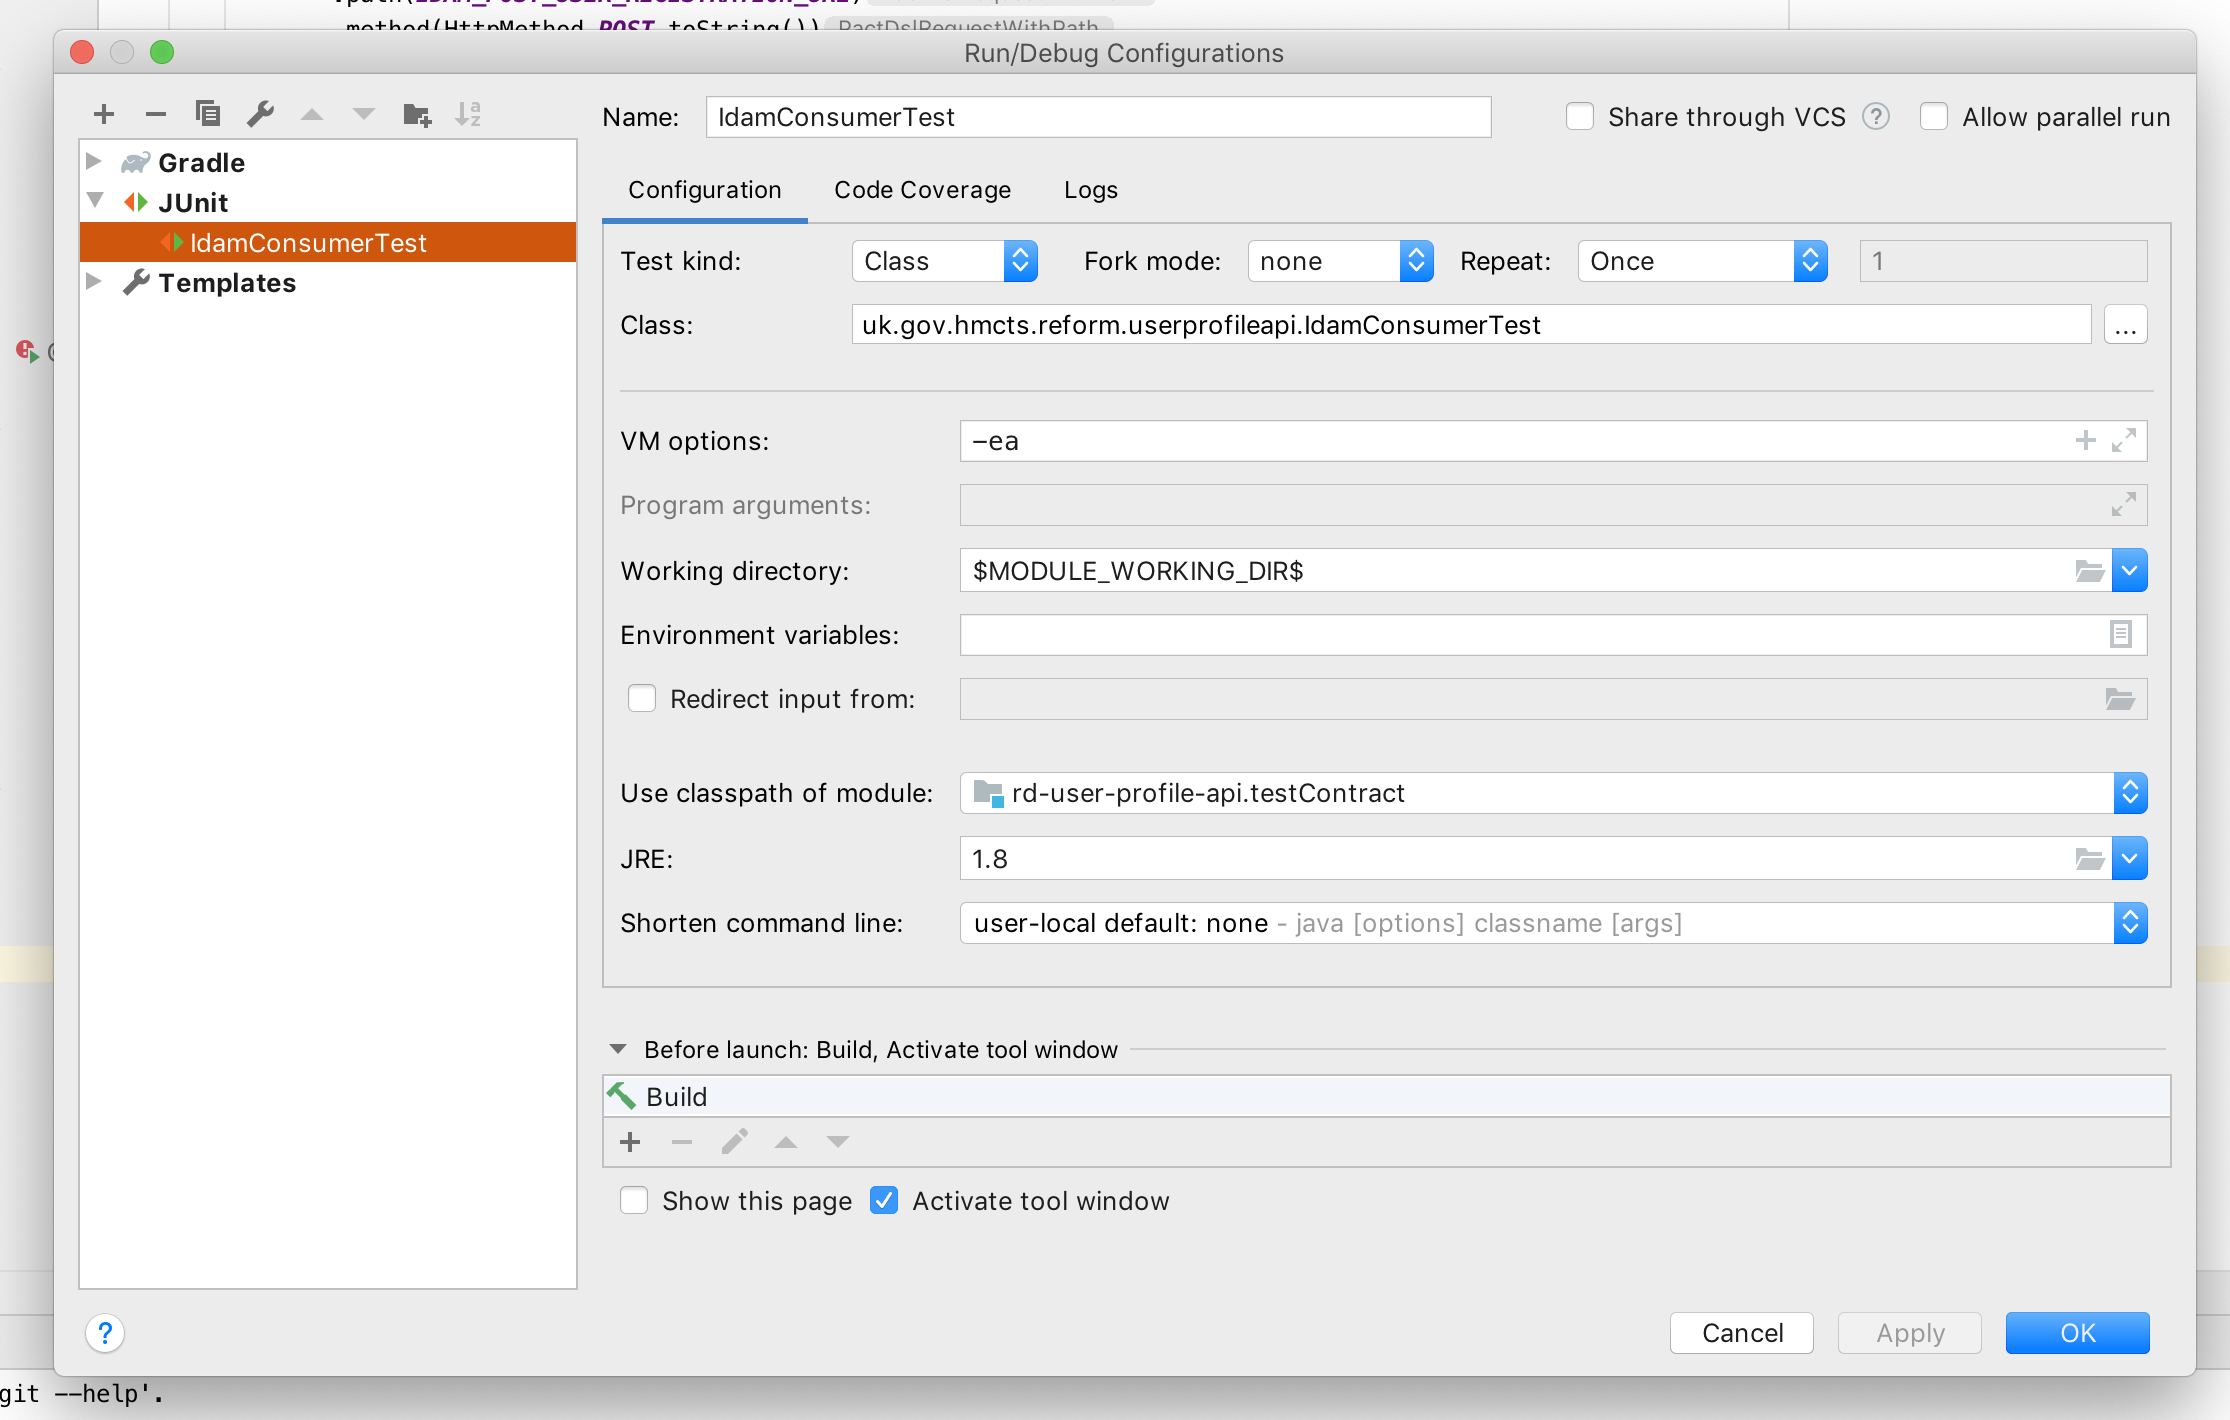 method(HttpMethod.POST.toString()) PactDslRequestWithPath
Run/Debug Configurations
Name: IdamConsumerTest
Share through VCS ?
Allow parallel run
Gradle
JUnit
IdamConsumerTest
Templates
Configuration Code Coverage Logs
Test kind: Class Fork mode: none Repeat: Once 1
Class: uk.gov.hmcts.reform.userprofileapi.IdamConsumerTest ...
VM options: -ea
Program arguments:
Working directory: $MODULE_WORKING_DIR$
Environment variables:
Redirect input from:
Use classpath of module: rd-user-profile-api.testContract
JRE: 1.8
Shorten command line: user-local default: none - java [options] classname [args]
Before launch: Build, Activate tool window
Build
Show this page Activate tool window
? Cancel Apply OK
git --help'.